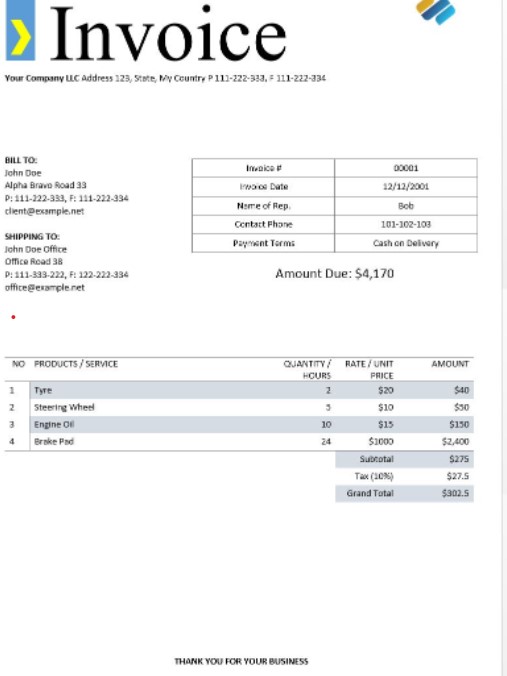 Invoice
Your Company LLC Address 123, State, My Country P 111-222-333, F 111-222-334
BILL TO:
John Doe
Alpha Bravo Road 33
P: 111-222-333, F: 111-222-334
client@example.net
SHIPPING TO:
John Doe Office
Office Road 38
P: 111-333-222, F: 122-222-334
office@example.net
Invoice # 00001
Invoice Date 12/12/2001
Name of Rep. Bob
Contact Phone 101-102-103
Payment Terms Cash on Delivery
Amount Due: $4,170
NO PRODUCTS / SERVICE QUANTITY / HOURS RATE / UNIT PRICE AMOUNT
1 Tyre 2 $20 $40
2 Steering Wheel 5 $10 $50
3 Engine Oil 10 $15 $150
4 Brake Pad 24 $1000 $2,400
Subtotal $275
Tax (10%) $27.5
Grand Total $302.5
THANK YOU FOR YOUR BUSINESS